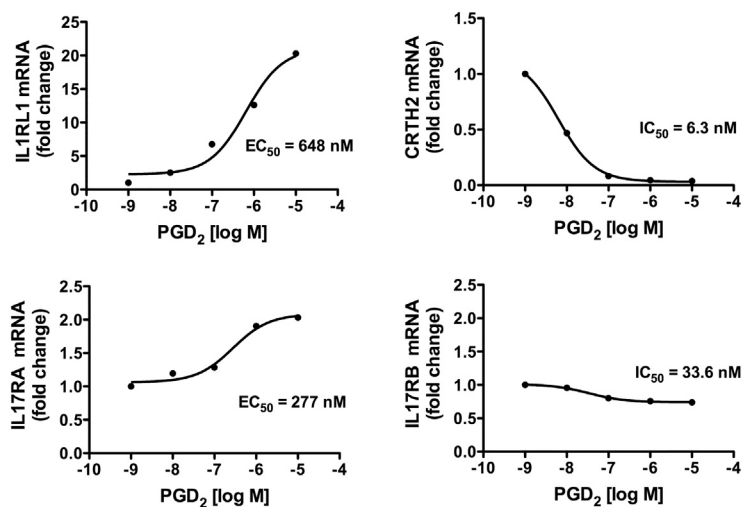 IL1RL1 mRNA
(fold change)
25
20
15
10
5
0
EC50 = 648 nM
-10 -9 -8 -7 -6 -5 -4
PGD2 [log M]
CRTH2 mRNA
(fold change)
1.5
1.0
0.5
0.0
IC50 = 6.3 nM
-10 -9 -8 -7 -6 -5 -4
PGD2 [log M]
IL17RA mRNA
(fold change)
2.5
2.0
1.5
1.0
0.5
0.0
EC50 = 277 nM
-10 -9 -8 -7 -6 -5 -4
PGD2 [log M]
IL17RB mRNA
(fold change)
2.5
2.0
1.5
1.0
0.5
0.0
IC50 = 33.6 nM
-10 -9 -8 -7 -6 -5 -4
PGD2 [log M]